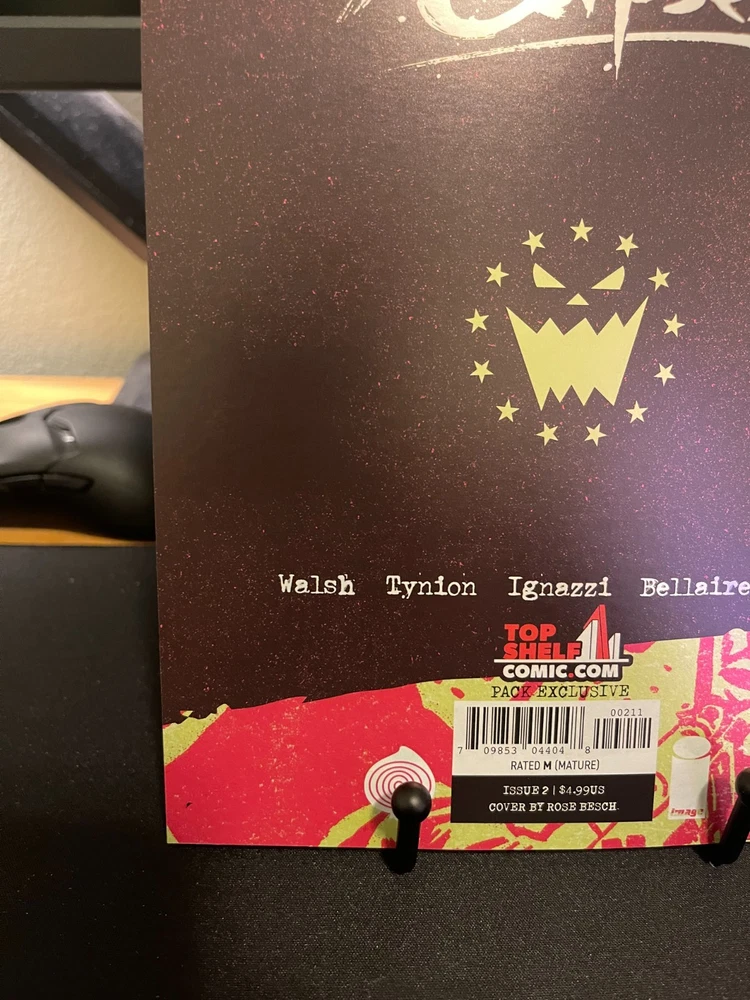 Walsh Tynion Ignazzi Bellaire
TOP
SHELF
COMIC.COM
PACK EXCLUSIVE
00211
7 09853 04404 8
RATED M (MATURE)
ISSUE 2 | $4.99US
COVER BY ROSE BESCH.
image